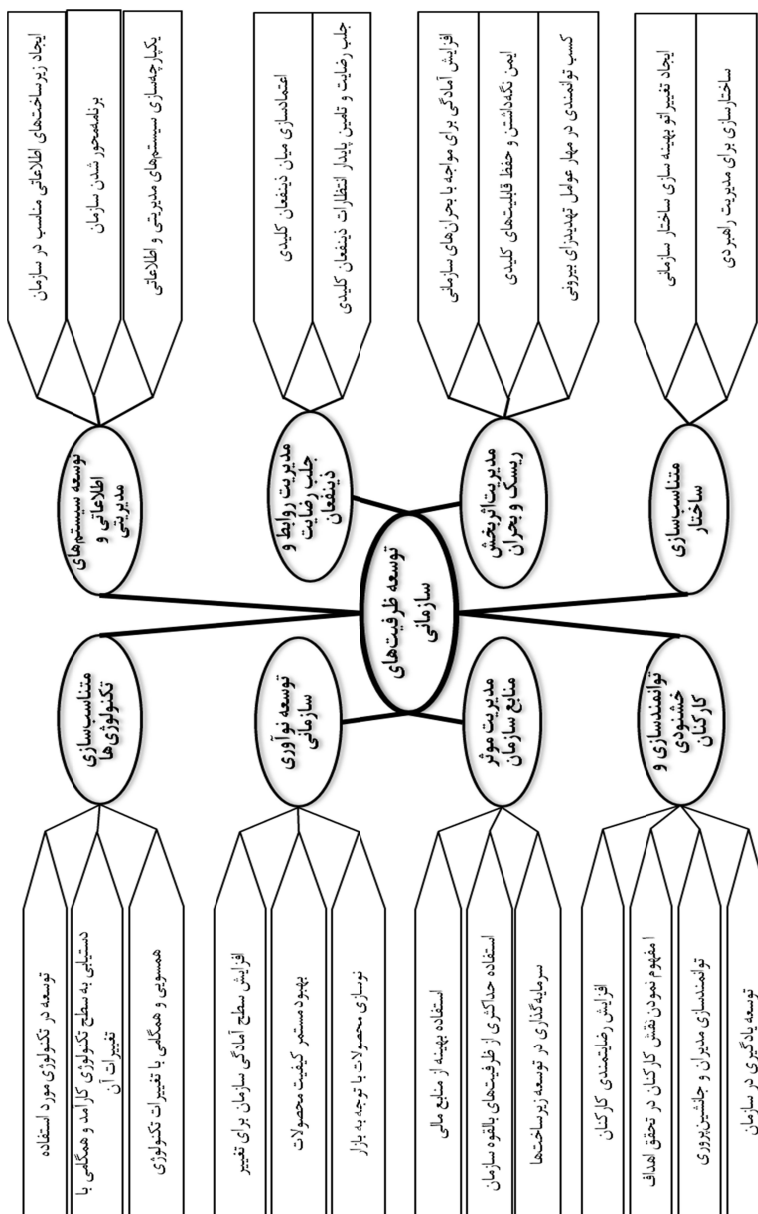 توسعه ظرفیت‌های
سازمانی
توسعه سیستم‌های
اطلاعاتی و
مدیریتی
ایجاد زیرساخت‌های اطلاعاتی مناسب در سازمان
برنامه‌محور شدن سازمان
یکپارچه‌سازی سیستم‌های مدیریتی و اطلاعاتی
مدیریت روابط و
جلب رضایت
ذینفعان
اعتمادسازی میان ذینفعان کلیدی
جلب رضایت و تامین پایدار انتظارات ذینفعان کلیدی
مدیریت‌اثربخش
ریسک و بحران
افزایش آمادگی برای مواجه با بحران‌های سازمانی
ایمن نگه‌داشتن و حفظ قابلیت‌های کلیدی
کسب توانمندی در مهار عوامل تهدیدزای بیرونی
متناسب‌سازی
ساختار
ایجاد تغییراتو بهینه سازی ساختار سازمانی
ساختارسازی برای مدیریت راهبردی
متناسب‌سازی
تکنولوژی‌ها
توسعه در تکنولوژی مورد استفاده
دستیابی به سطح تکنولوژی کارامد و همگامی با
تغییرات آن
همسویی و همگامی با تغییرات تکنولوژی
توسعه نوآوری
سازمانی
افزایش سطح آمادگی سازمان برای تغییر
بهبود مستمر کیفیت محصولات
نوسازی محصولات با توجه به بازار
مدیریت موثر
منابع سازمان
استفاده بهینه از منابع مالی
استفاده حداکثری از ظرفیت‌های بالقوه سازمان
سرمایه‌گذاری در توسعه زیرساخت‌ها
توانمندسازی و
خشنودی
کارکنان
افزایش رضایتمندی کارکنان
ا مفهوم نمودن نقش کارکنان در تحقق اهداف
توانمندسازی مدیران و جانشین‌پروری
توسعه یادگیری در سازمان